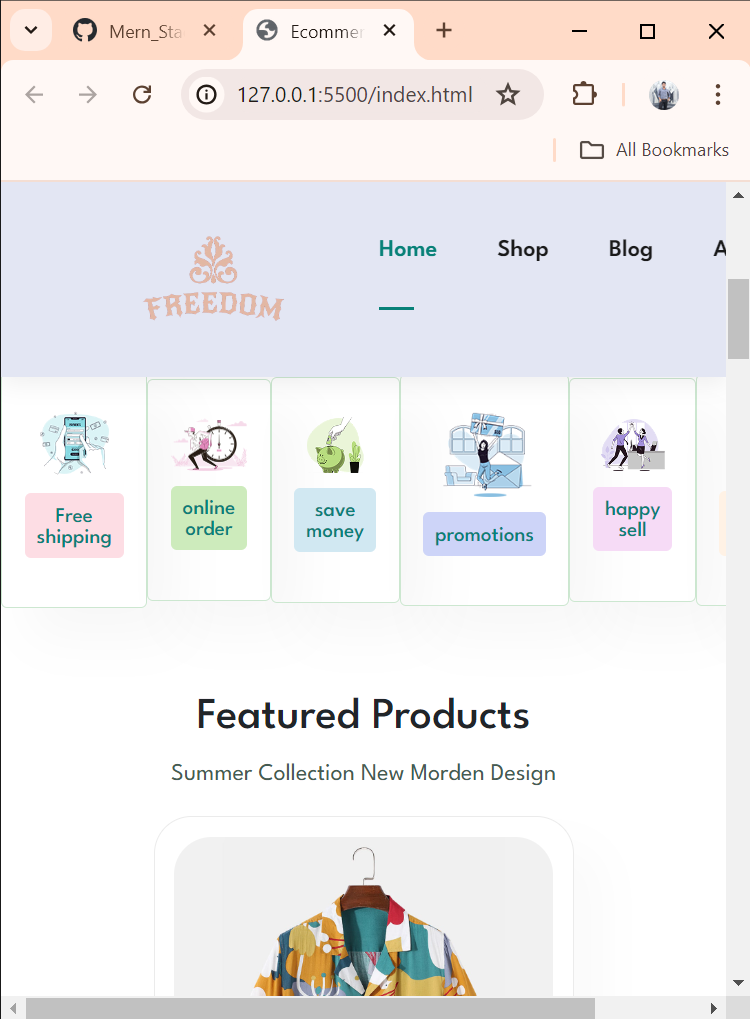 Mern_Sta
Ecommer
127.0.0.1:5500/index.html
All Bookmarks
FREEDOM
Home Shop Blog A
Free
shipping
online
order
save
money
promotions
happy
sell
Featured Products
Summer Collection New Morden Design